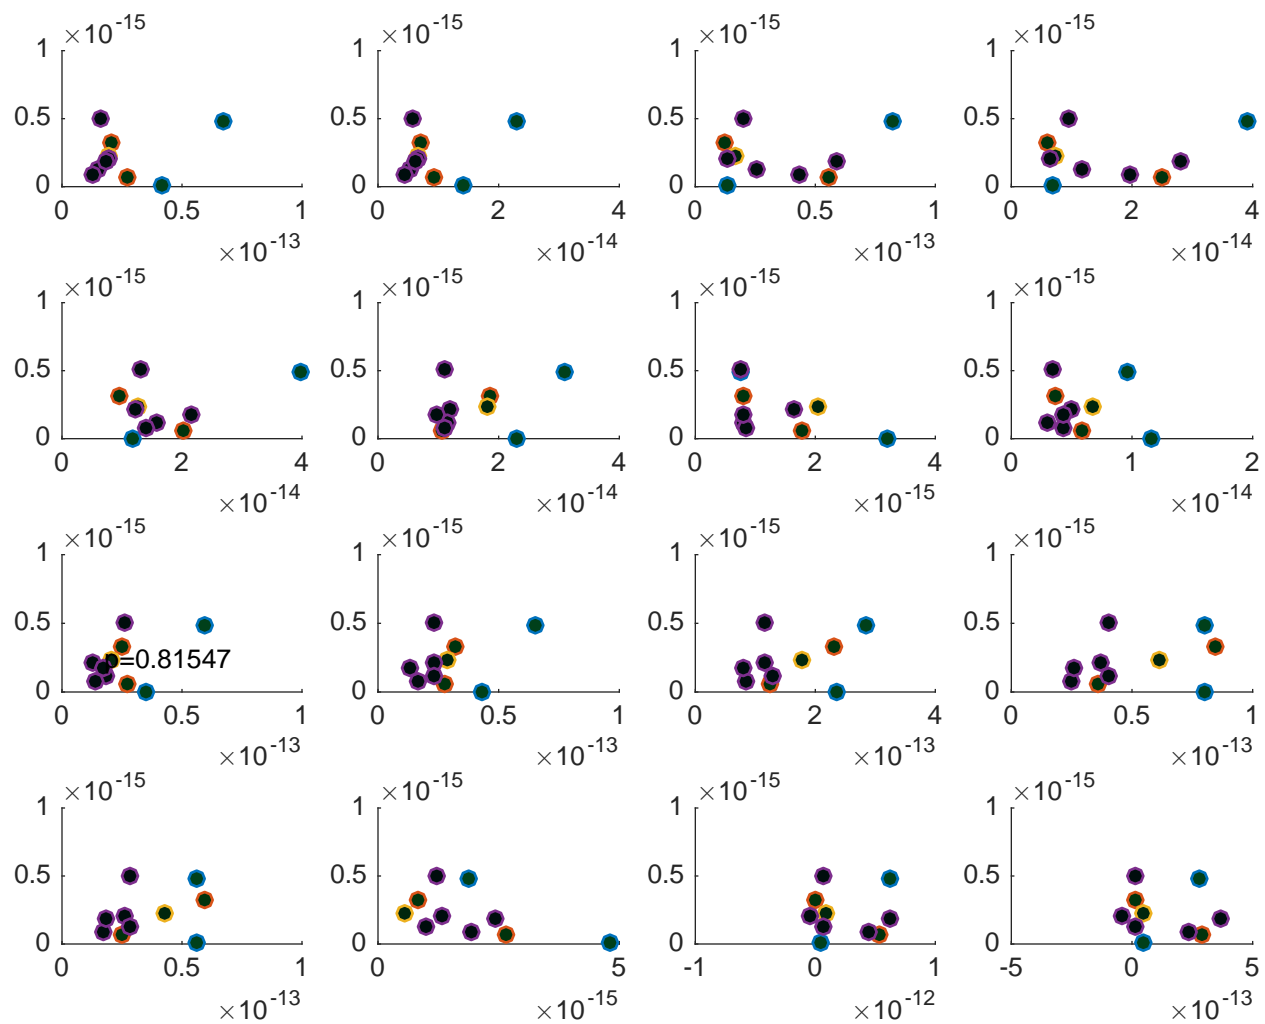 ×10-15 ×10-15 ×10-15 ×10-15
1 1 1 1
0.5 0.5 0.5 0.5
0 0 0 0
0 0.5 1 0 2 4 0 0.5 1 0 2 4
×10-13 ×10-14 ×10-13 ×10-14
×10-15 ×10-15 ×10-15 ×10-15
1 1 1 1
0.5 0.5 0.5 0.5
0 0 0 0
0 2 4 0 2 4 0 2 4 0 1 2
×10-14 ×10-14 ×10-15 ×10-14
×10-15 ×10-15 ×10-15 ×10-15
1 1 1 1
0.5 0.5 0.5 0.5
p=0.81547
0 0 0 0
0 0.5 1 0 0.5 1 0 2 4 0 0.5 1
×10-13 ×10-13 ×10-13 ×10-13
×10-15 ×10-15 ×10-15 ×10-15
1 1 1 1
0.5 0.5 0.5 0.5
0 0 0 0
0 0.5 1 0 5 -1 0 1 -5 0 5
×10-13 ×10-15 ×10-12 ×10-13